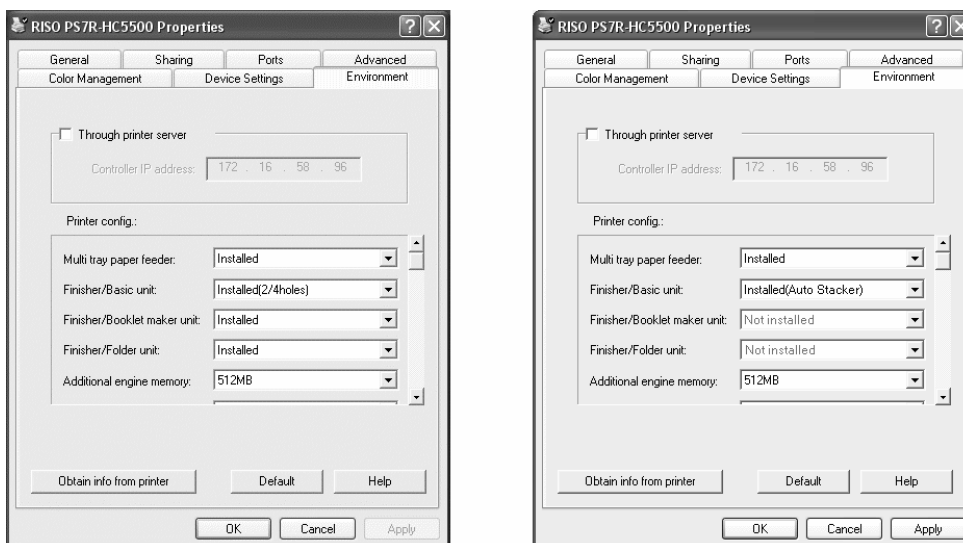 RISO PS7R-HC5500 Properties
General Sharing Ports Advanced
Color Management Device Settings Environment
Through printer server
Controller IP address: 172 . 16 . 58 . 96
Printer config.:
Multi tray paper feeder: Installed
Finisher/Basic unit: Installed(2/4holes)
Finisher/Booklet maker unit: Installed
Finisher/Folder unit: Installed
Additional engine memory: 512MB
Obtain info from printer Default Help
OK Cancel Apply
RISO PS7R-HC5500 Properties
General Sharing Ports Advanced
Color Management Device Settings Environment
Through printer server
Controller IP address: 172 . 16 . 58 . 96
Printer config.:
Multi tray paper feeder: Installed
Finisher/Basic unit: Installed(Auto Stacker)
Finisher/Booklet maker unit: Not installed
Finisher/Folder unit: Not installed
Additional engine memory: 512MB
Obtain info from printer Default Help
OK Cancel Apply